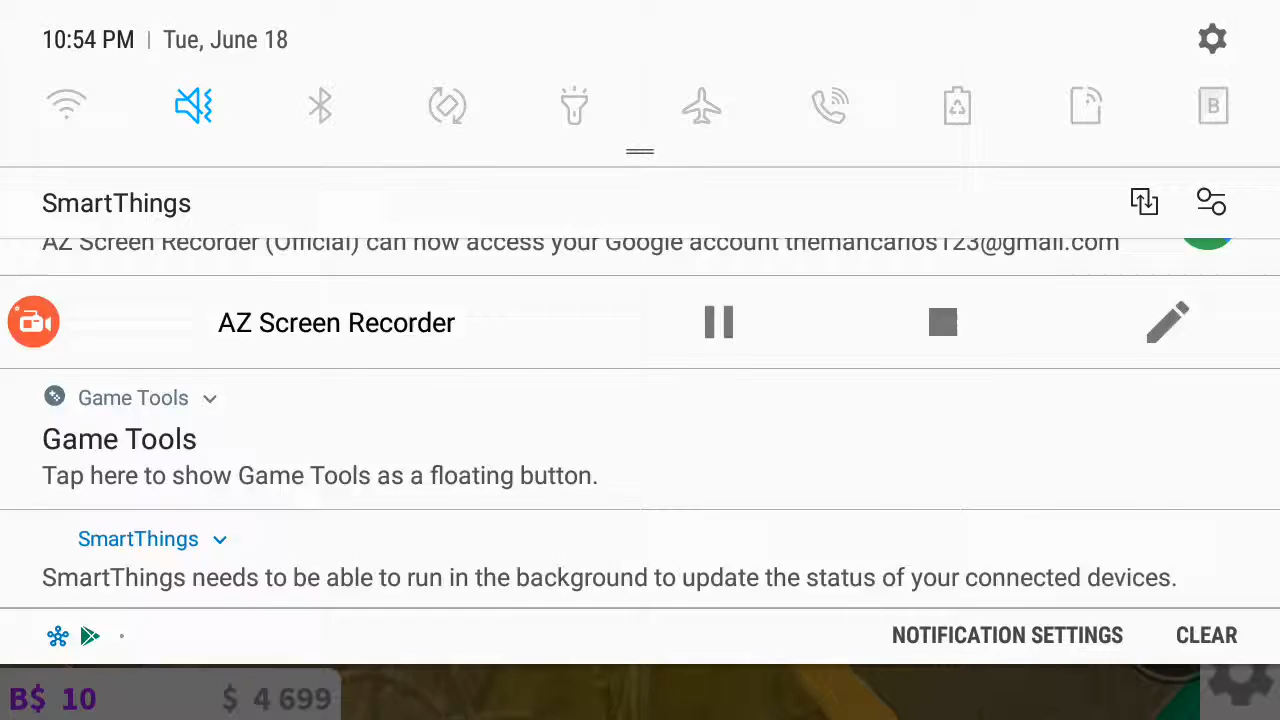 10:54 PM | Tue, June 18
B
SmartThings
AZ Screen Recorder (Official) can now access your Google account themancarlos123@gmail.com
AZ Screen Recorder
Game Tools
Game Tools
Tap here to show Game Tools as a floating button.
SmartThings
SmartThings needs to be able to run in the background to update the status of your connected devices.
NOTIFICATION SETTINGS CLEAR
B$ 10 $ 4 699